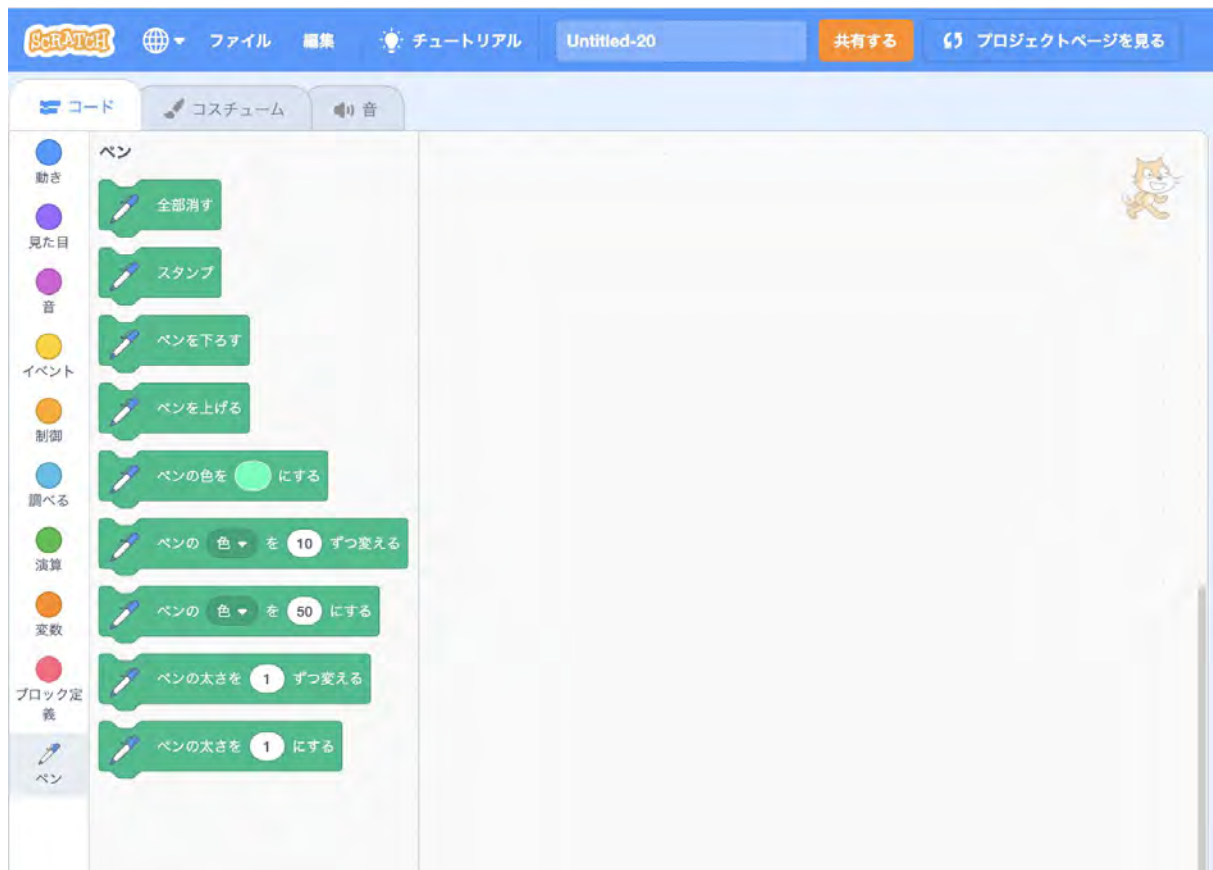 SCRATCH ファイル 編集 チュートリアル Untitled-20 共有する プロジェクトページを見る
コード コスチューム 音
動き
見た目
音
イベント
制御
調べる
演算
変数
ブロック定
義
ペン
ペン
全部消す
スタンプ
ペンを下ろす
ペンを上げる
ペンの色を にする
ペンの 色 を 10 ずつ変える
ペンの 色 を 50 にする
ペンの太さを 1 ずつ変える
ペンの太さを 1 にする